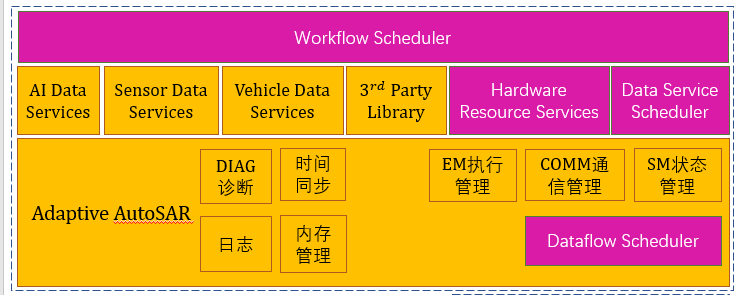 Workflow Scheduler
AI Data
Services
Sensor Data
Services
Vehicle Data
Services
3rd Party
Library
Hardware
Resource Services
Data Service
Scheduler
DIAG
诊断
时间
同步
EM执行
管理
COMM通
信管理
SM状态
管理
Adaptive AutoSAR
日志
内存
管理
Dataflow Scheduler